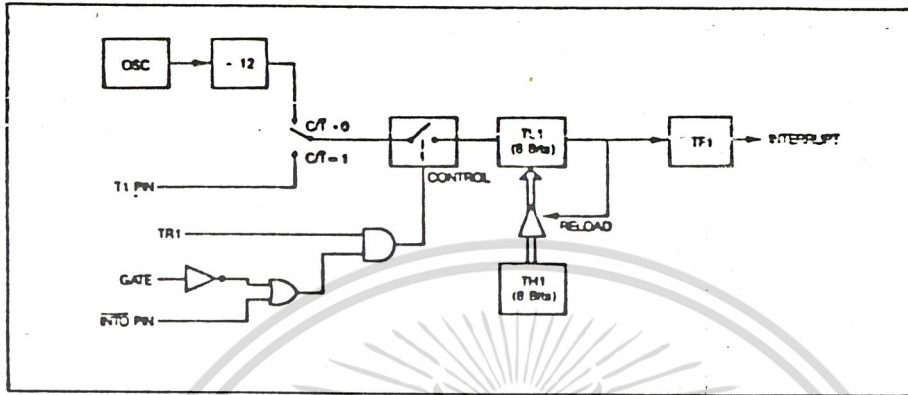 OSC
÷ 12
C/T̅ = 0
C/T̅ = 1
T1 PIN
CONTROL
TL1
(8 Bits)
TF1
INTERRUPT
TR1
RELOAD
GATE
TH1
(8 Bits)
I̅N̅T̅0̅ PIN